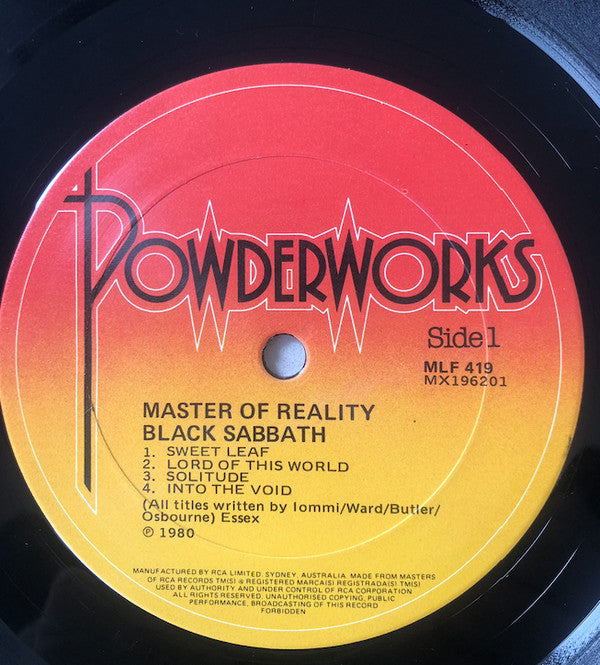 POWDERWORKS
Side 1
MLF 419
MX196201
MASTER OF REALITY
BLACK SABBATH
1. SWEET LEAF
2. LORD OF THIS WORLD
3. SOLITUDE
4. INTO THE VOID
(All titles written by Iommi/Ward/Butler/
Osbourne) Essex
℗ 1980
MANUFACTURED BY RCA LIMITED, SYDNEY, AUSTRALIA. MADE FROM MASTERS
OF RCA RECORDS TM(S) ® REGISTERED MARCA(S) REGISTRADA(S) TM(S)
USED BY AUTHORITY AND UNDER CONTROL OF RCA CORPORATION
ALL RIGHTS RESERVED. UNAUTHORISED COPYING, PUBLIC
PERFORMANCE, BROADCASTING OF THIS RECORD
FORBIDDEN